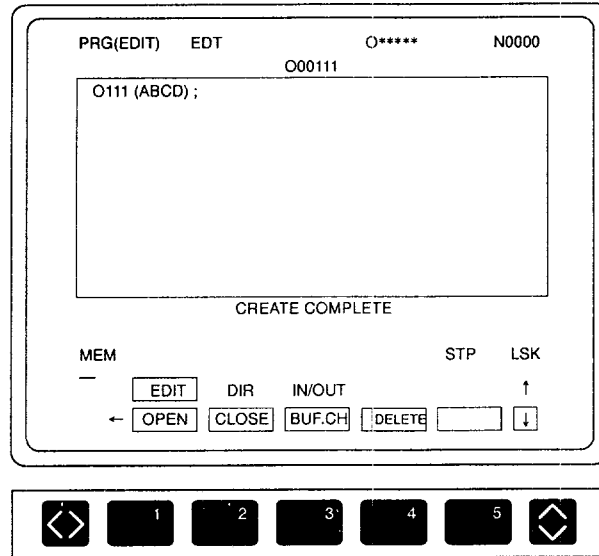 PRG(EDIT) EDT O***** N0000
O00111
O111 (ABCD) ;
CREATE COMPLETE
MEM STP LSK
EDIT DIR IN/OUT ↑
← OPEN CLOSE BUF.CH DELETE ↓
1 2 3 4 5